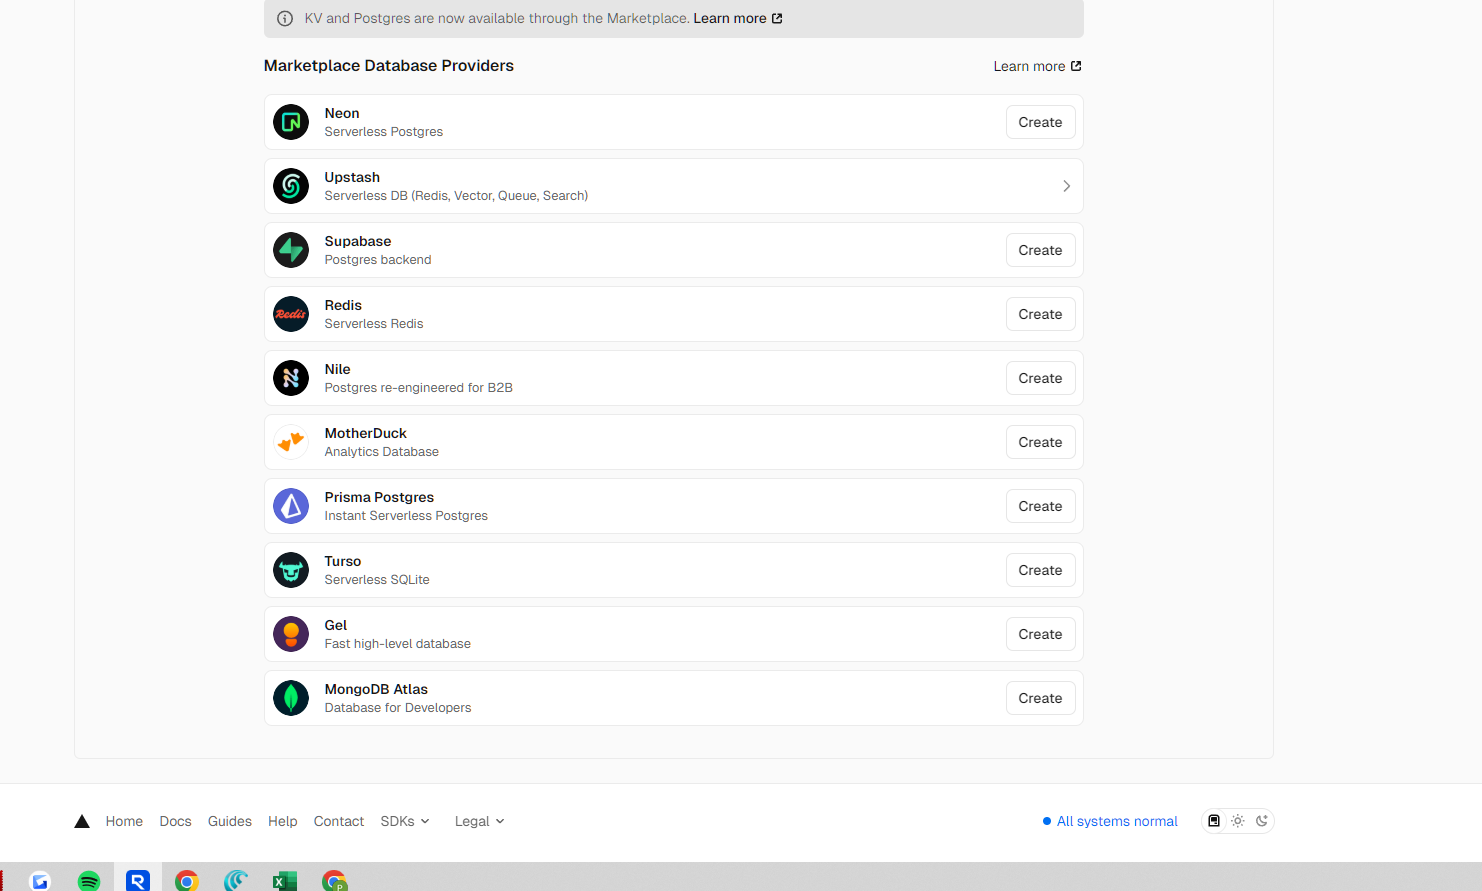 KV and Postgres are now available through the Marketplace. Learn more
Marketplace Database Providers
Learn more
Neon
Serverless Postgres
Create
Upstash
Serverless DB (Redis, Vector, Queue, Search)
Supabase
Postgres backend
Create
Redis
Redis
Serverless Redis
Create
Nile
Postgres re-engineered for B2B
Create
MotherDuck
Analytics Database
Create
Prisma Postgres
Instant Serverless Postgres
Create
Turso
Serverless SQLite
Create
Gel
Fast high-level database
Create
MongoDB Atlas
Database for Developers
Create
Home Docs Guides Help Contact SDKs Legal
All systems normal